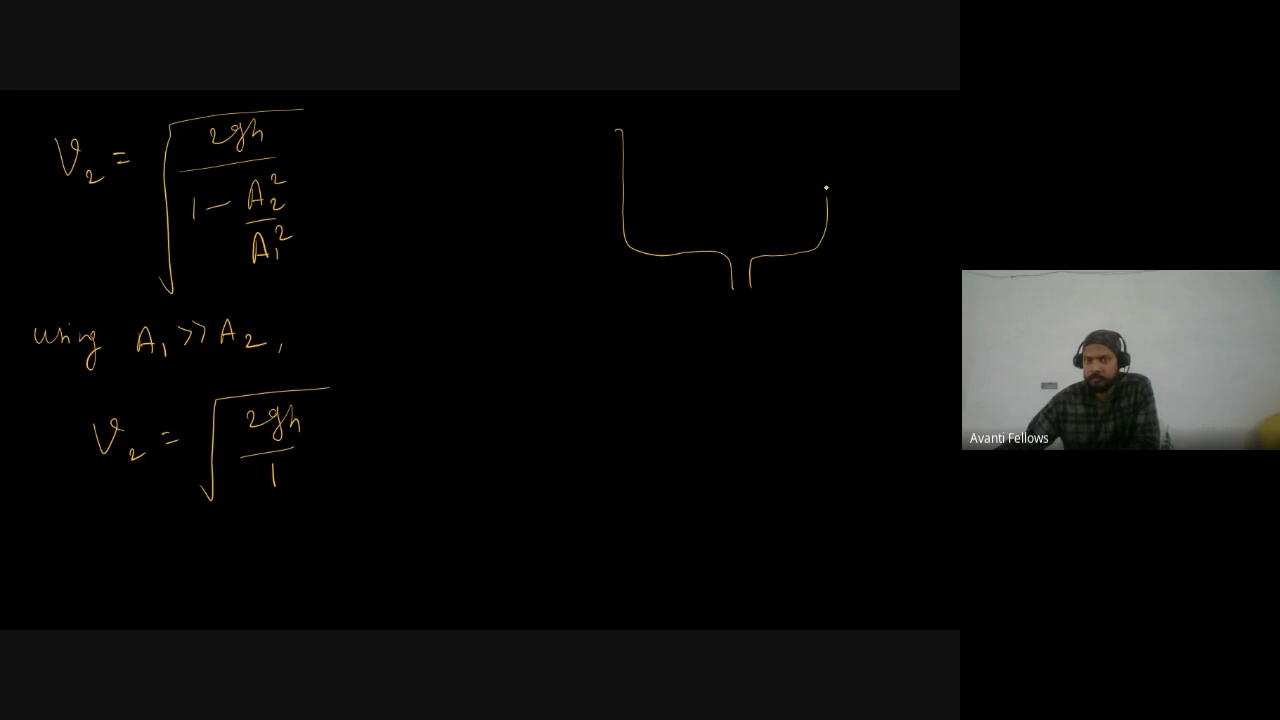 V₂ = √(2gh / (1 − A₂² / A₁²))
using A₁ >> A₂,
V₂ = √(2gh / 1)
Avanti Fellows